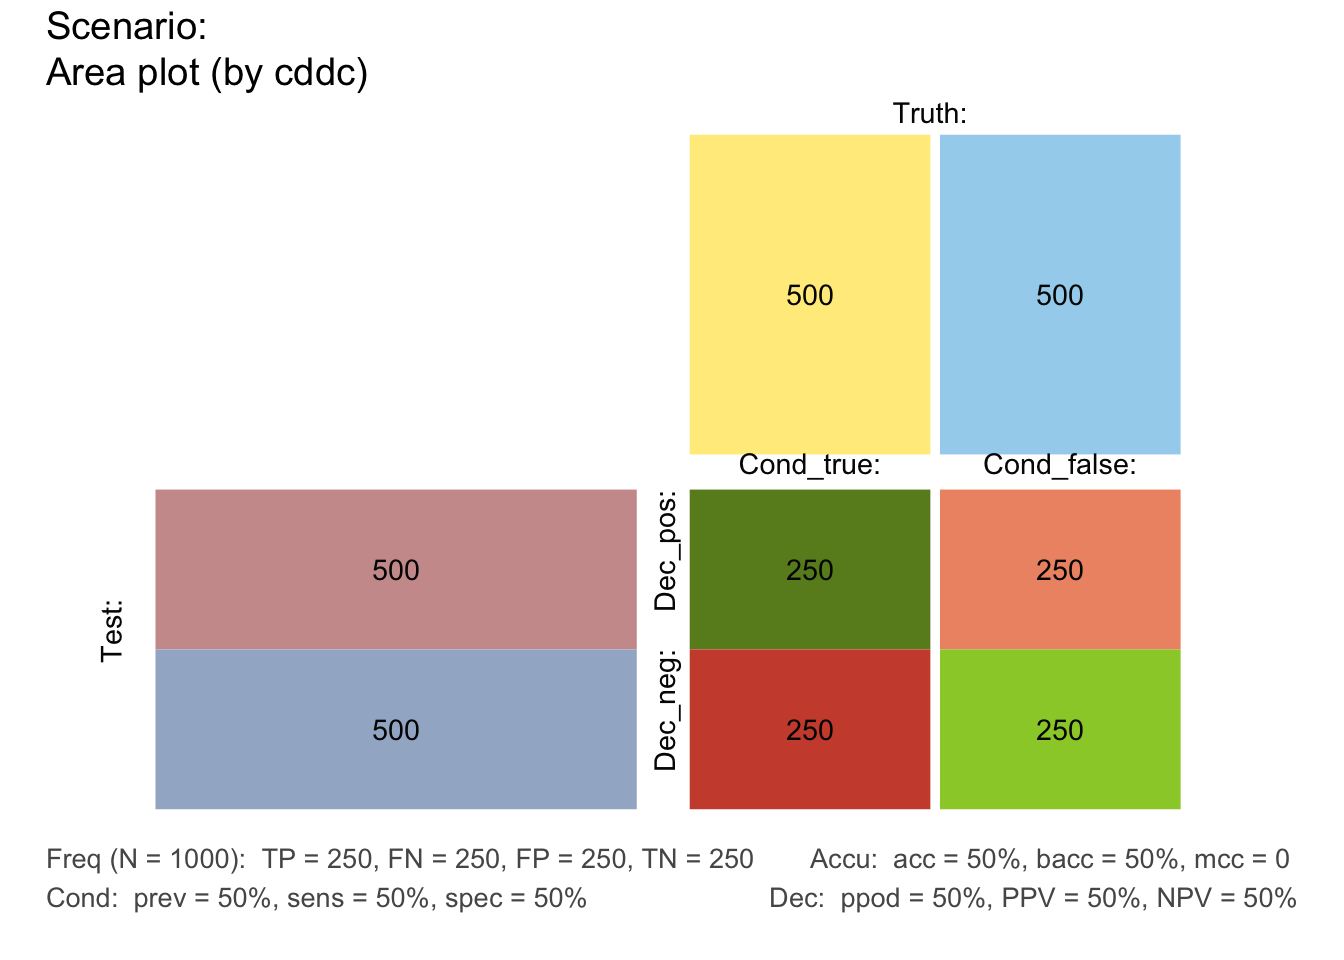 Scenario:
Area plot (by cddc)
Truth:
500
500
Cond_true:
Cond_false:
Test:
500
Dec_pos:
250
250
500
Dec_neg:
250
250
Freq (N = 1000):  TP = 250, FN = 250, FP = 250, TN = 250
Accu:  acc = 50%, bacc = 50%, mcc = 0
Cond:  prev = 50%, sens = 50%, spec = 50%
Dec:  ppod = 50%, PPV = 50%, NPV = 50%